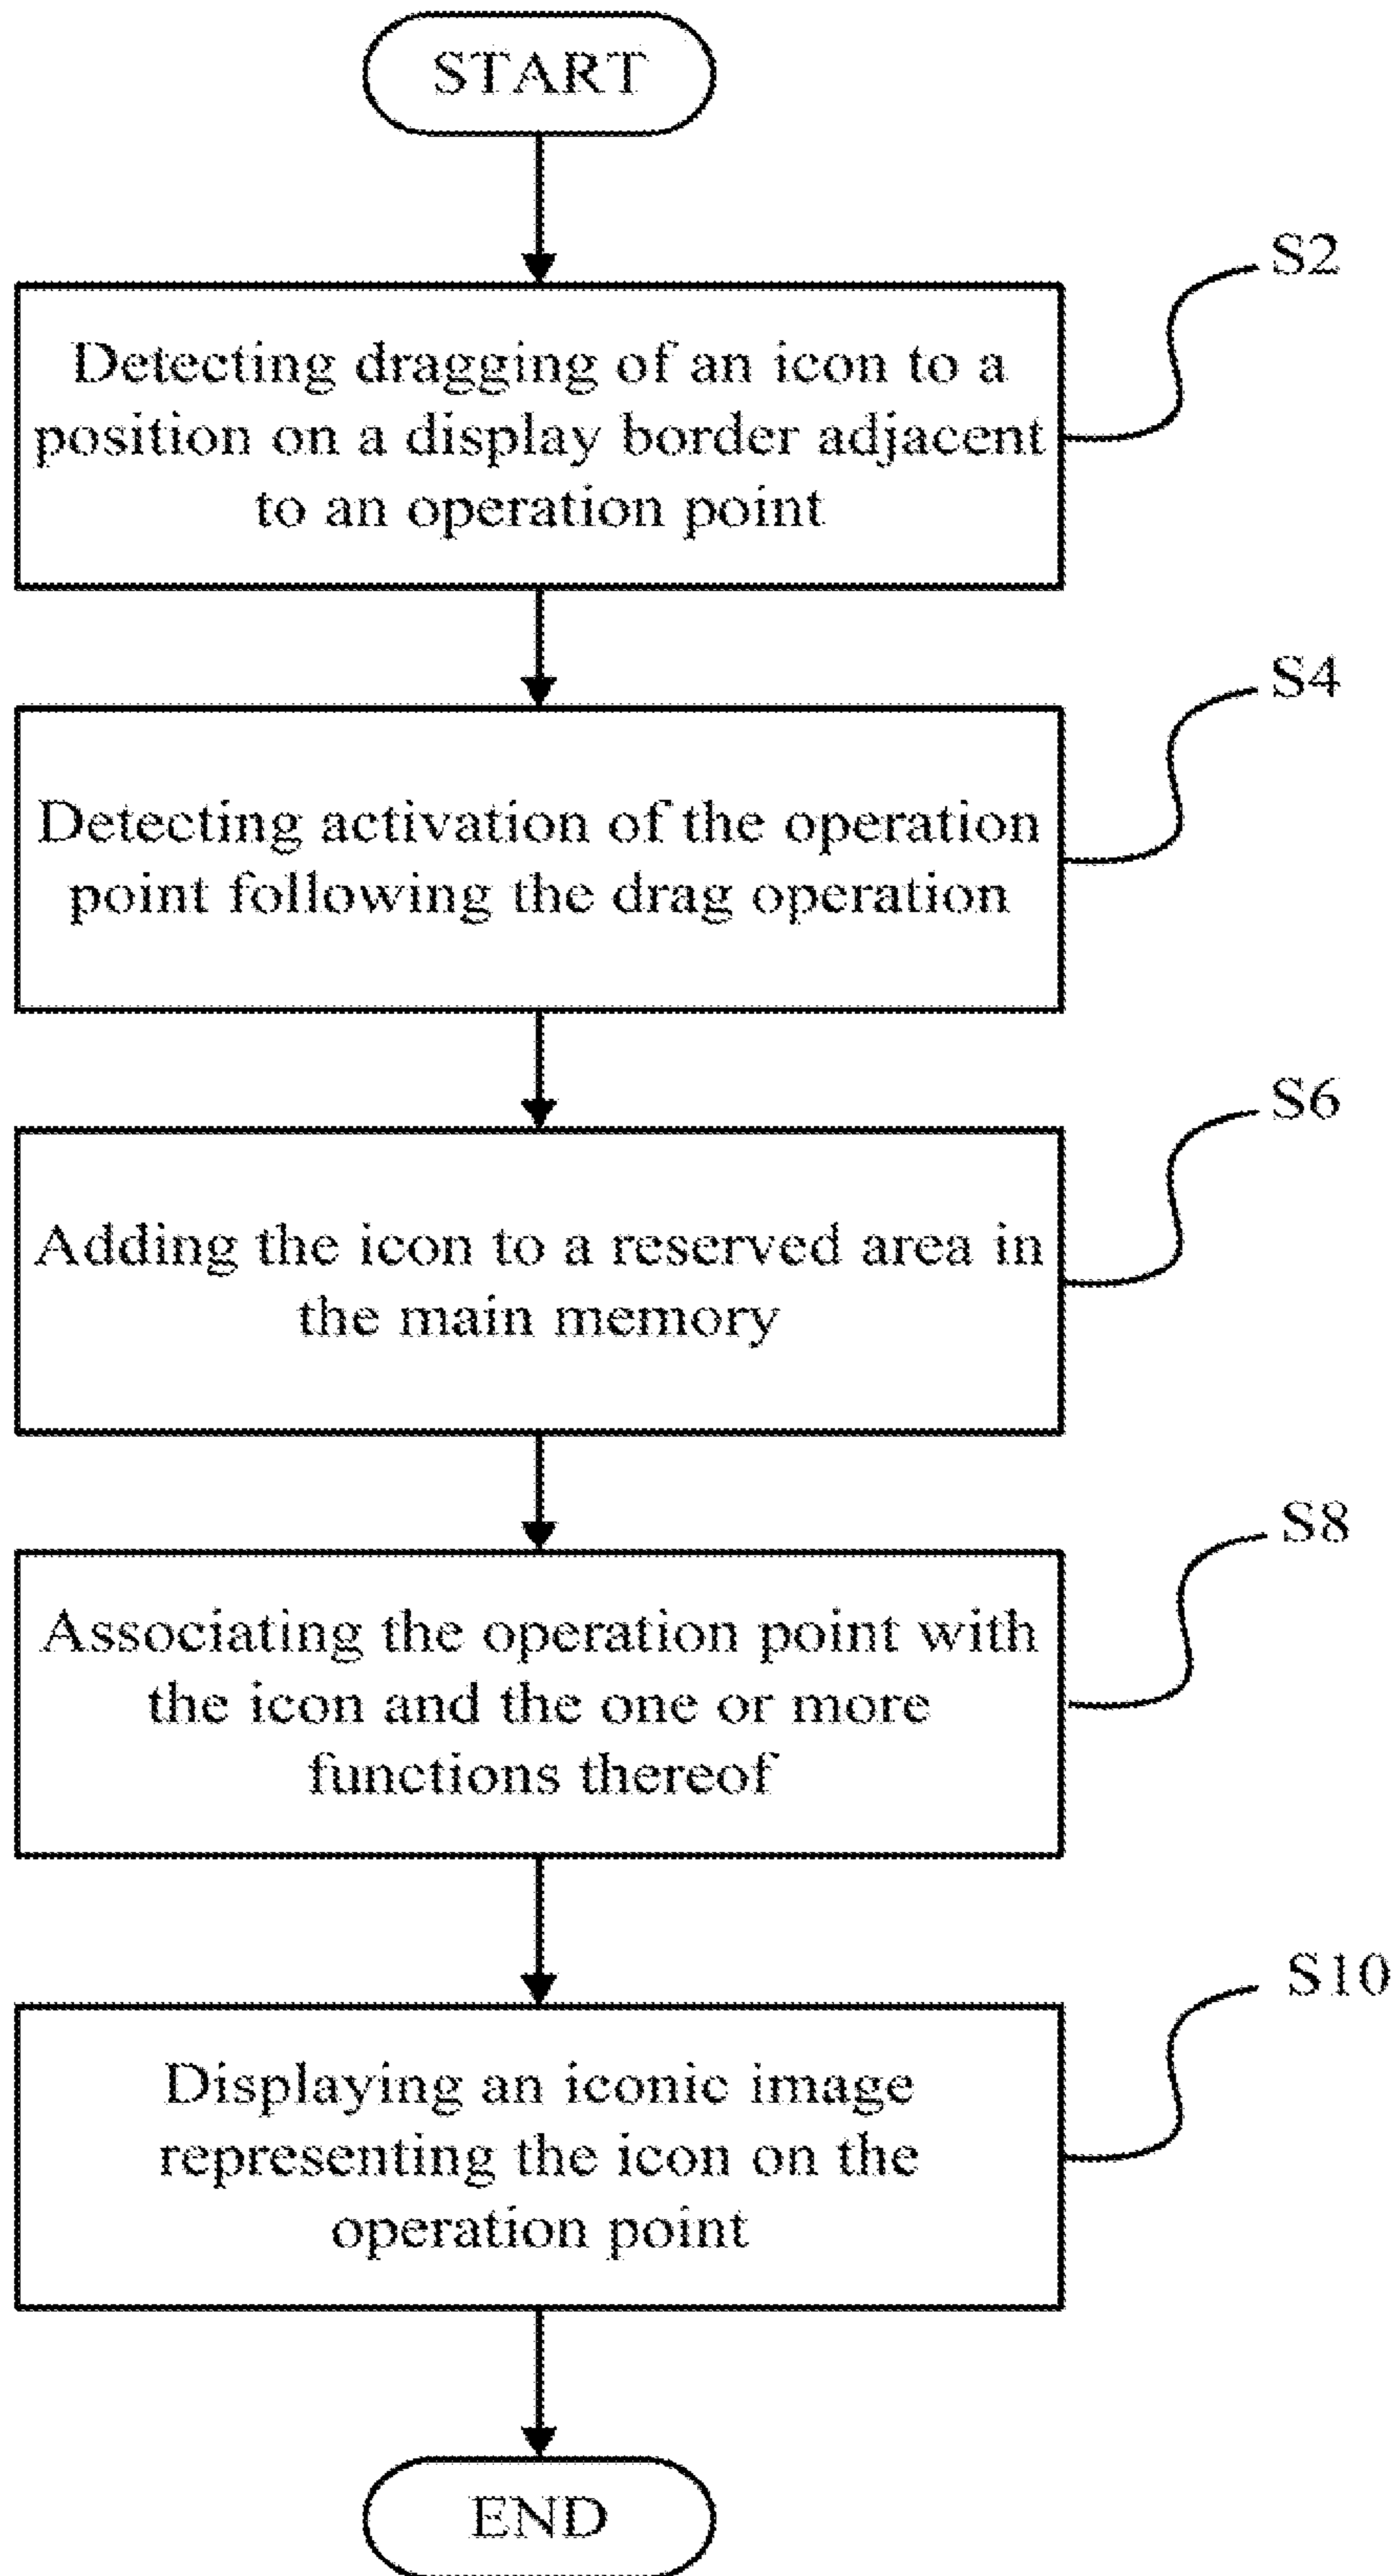 START
S2
Detecting dragging of an icon to a
position on a display border adjacent
to an operation point
S4
Detecting activation of the operation
point following the drag operation
S6
Adding the icon to a reserved area in
the main memory
S8
Associating the operation point with
the icon and the one or more
functions thereof
S10
Displaying an iconic image
representing the icon on the
operation point
END